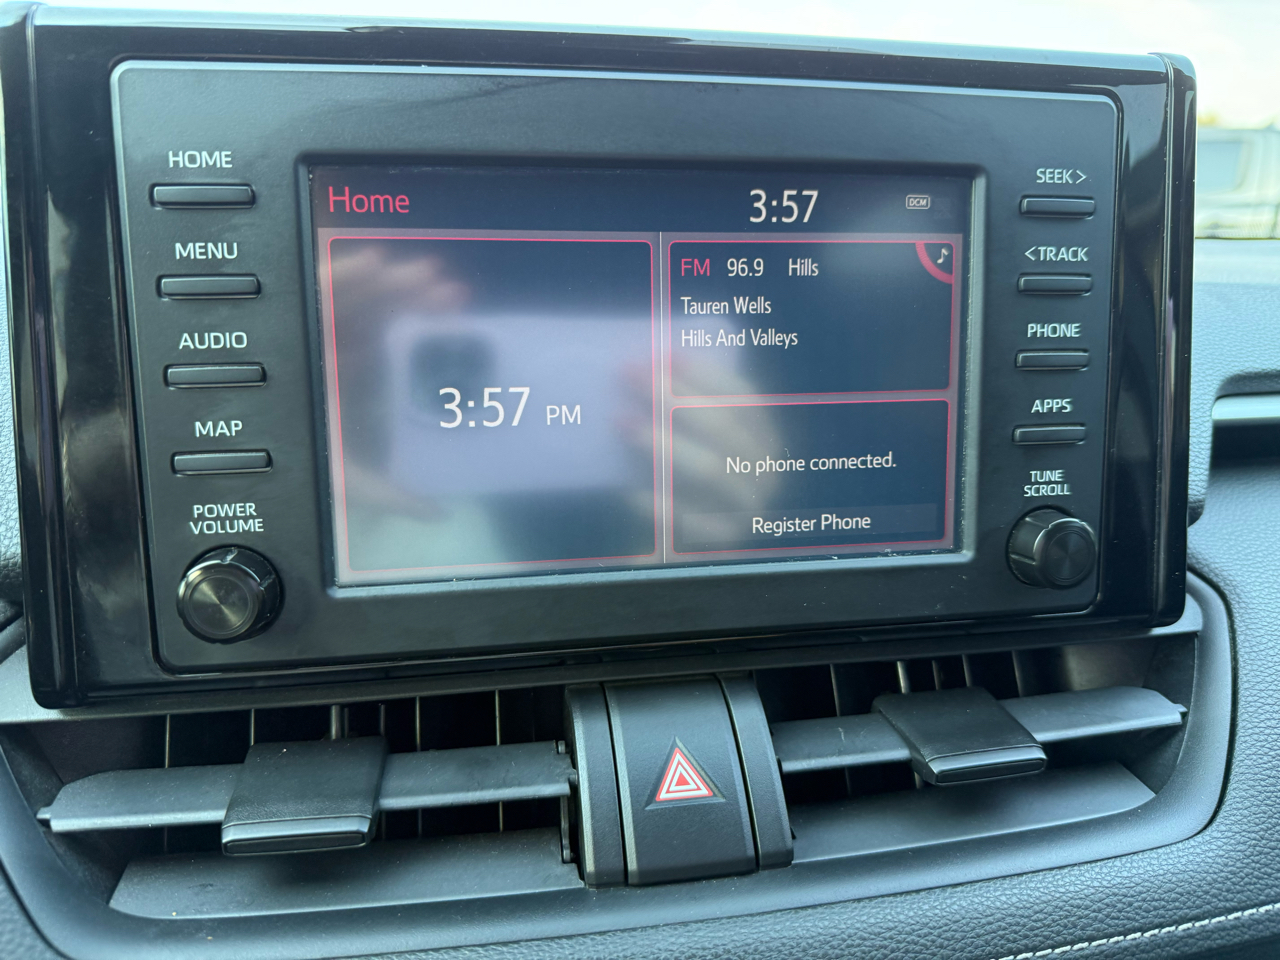 HOME
MENU
AUDIO
MAP
POWER
VOLUME
Home
3:57
DCM
3:57 PM
FM 96.9 Hills
Tauren Wells
Hills And Valleys
No phone connected.
Register Phone
SEEK >
< TRACK
PHONE
APPS
TUNE
SCROLL